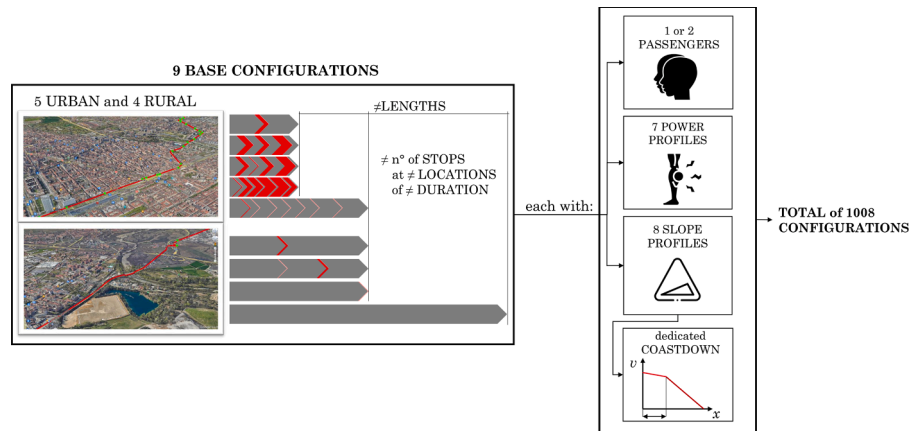 9 BASE CONFIGURATIONS
5 URBAN and 4 RURAL
≠LENGTHS
≠ n° of STOPS
at ≠ LOCATIONS
of ≠ DURATION
each with:
1 or 2
PASSENGERS
7 POWER
PROFILES
8 SLOPE
PROFILES
dedicated
COASTDOWN
v
x
TOTAL of 1008
CONFIGURATIONS